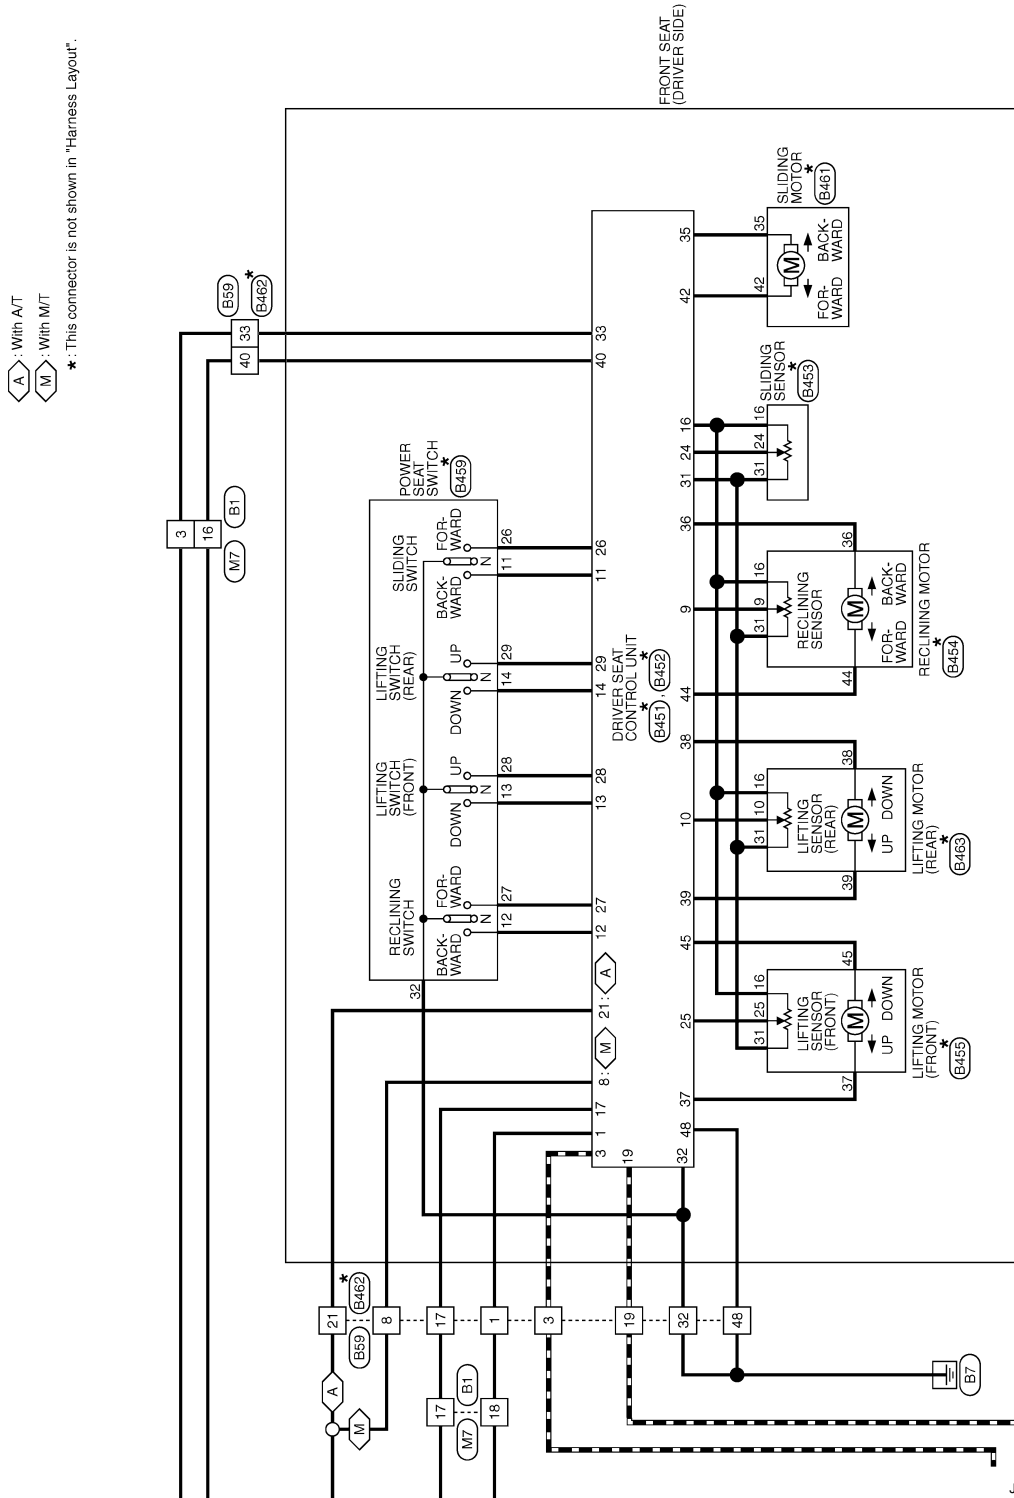 A : With A/T
M : With M/T
* : This connector is not shown in "Harness Layout".
FRONT SEAT
(DRIVER SIDE)
3
16
M7
B1
40
33
B59
* B462
POWER
SEAT
SWITCH
* B459
RECLINING
SWITCH
BACK-
WARD
FOR-
WARD
N
LIFTING
SWITCH
(FRONT)
DOWN
UP
N
LIFTING
SWITCH
(REAR)
DOWN
UP
N
SLIDING
SWITCH
BACK-
WARD
FOR-
WARD
N
32
12
27
13
28
14
29
11
26
3
1
17
8 : M
21 : A
12
27
13
28
14
29
11
26
40
33
19
DRIVER SEAT
CONTROL UNIT
* B451 , * B452
32
48
37
25
45
39
10
38
44
9
36
31
24
16
42
35
37
31
25
16
45
LIFTING
SENSOR
(FRONT)
M
UP
DOWN
LIFTING MOTOR
(FRONT)
* B455
39
31
10
16
38
LIFTING
SENSOR
(REAR)
M
UP
DOWN
LIFTING MOTOR
(REAR)
* B463
44
31
9
16
36
RECLINING
SENSOR
M
FOR-
WARD
BACK-
WARD
RECLINING MOTOR
* B454
31
24
16
SLIDING
SENSOR
* B453
42
35
M
FOR-
WARD
BACK-
WARD
SLIDING
MOTOR
* B461
A
M
21
B59
* B462
8
17
1
3
19
32
48
17
M7
B1
18
B7